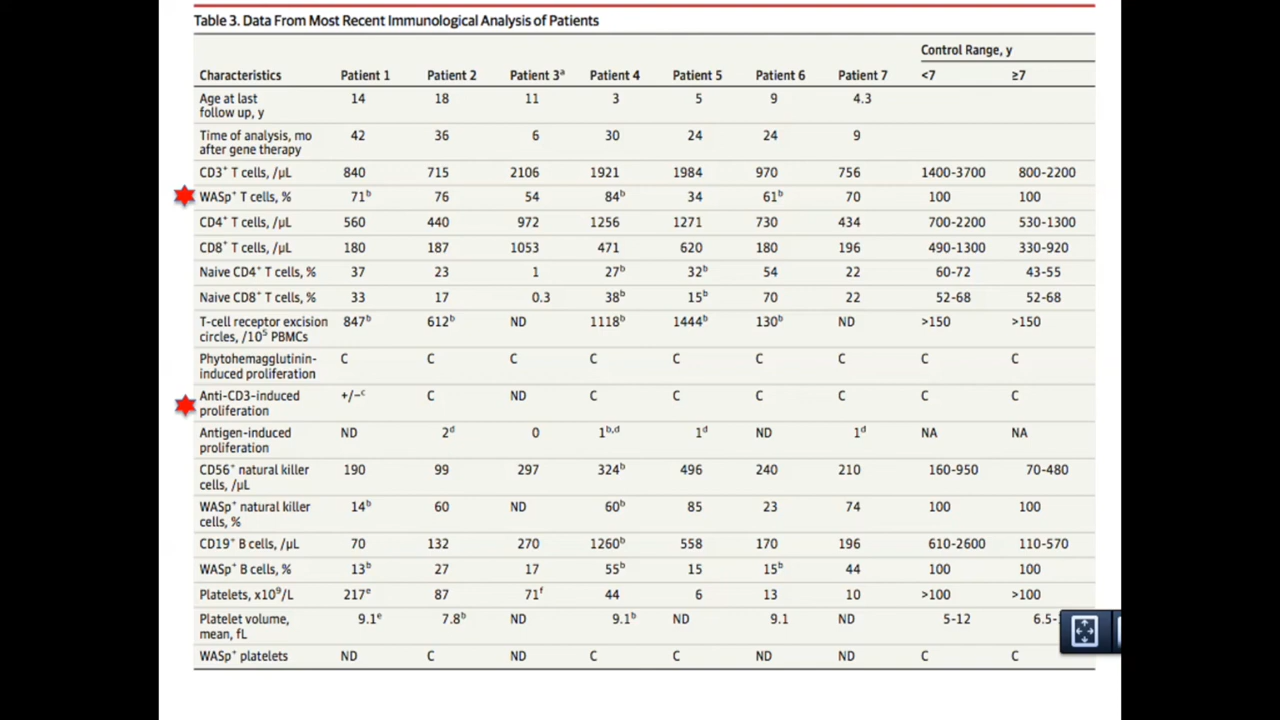 Table 3. Data From Most Recent Immunological Analysis of Patients
Control Range, y
Characteristics Patient 1 Patient 2 Patient 3ᵃ Patient 4 Patient 5 Patient 6 Patient 7 <7 ≥7
Age at last
follow up, y 14 18 11 3 5 9 4.3
Time of analysis, mo
after gene therapy 42 36 6 30 24 24 9
CD3⁺ T cells, /μL 840 715 2106 1921 1984 970 756 1400-3700 800-2200
WASp⁺ T cells, % 71ᵇ 76 54 84ᵇ 34 61ᵇ 70 100 100
CD4⁺ T cells, /μL 560 440 972 1256 1271 730 434 700-2200 530-1300
CD8⁺ T cells, /μL 180 187 1053 471 620 180 196 490-1300 330-920
Naive CD4⁺ T cells, % 37 23 1 27ᵇ 32ᵇ 54 22 60-72 43-55
Naive CD8⁺ T cells, % 33 17 0.3 38ᵇ 15ᵇ 70 22 52-68 52-68
T-cell receptor excision 847ᵇ 612ᵇ ND 1118ᵇ 1444ᵇ 130ᵇ ND >150 >150
circles, /10⁵ PBMCs
Phytohemagglutinin- C C C C C C C C C
induced proliferation
Anti-CD3-induced +/−ᶜ C ND C C C C C C
proliferation
Antigen-induced ND 2ᵈ 0 1ᵇ,ᵈ 1ᵈ ND 1ᵈ NA NA
proliferation
CD56⁺ natural killer 190 99 297 324ᵇ 496 240 210 160-950 70-480
cells, /μL
WASp⁺ natural killer 14ᵇ 60 ND 60ᵇ 85 23 74 100 100
cells, %
CD19⁺ B cells, /μL 70 132 270 1260ᵇ 558 170 196 610-2600 110-570
WASp⁺ B cells, % 13ᵇ 27 17 55ᵇ 15 15ᵇ 44 100 100
Platelets, x10⁹/L 217ᵉ 87 71ᶠ 44 6 13 10 >100 >100
Platelet volume, 9.1ᵉ 7.8ᵇ ND 9.1ᵇ ND 9.1 ND 5-12 6.5-
mean, fL
WASp⁺ platelets ND C ND C C ND ND C C